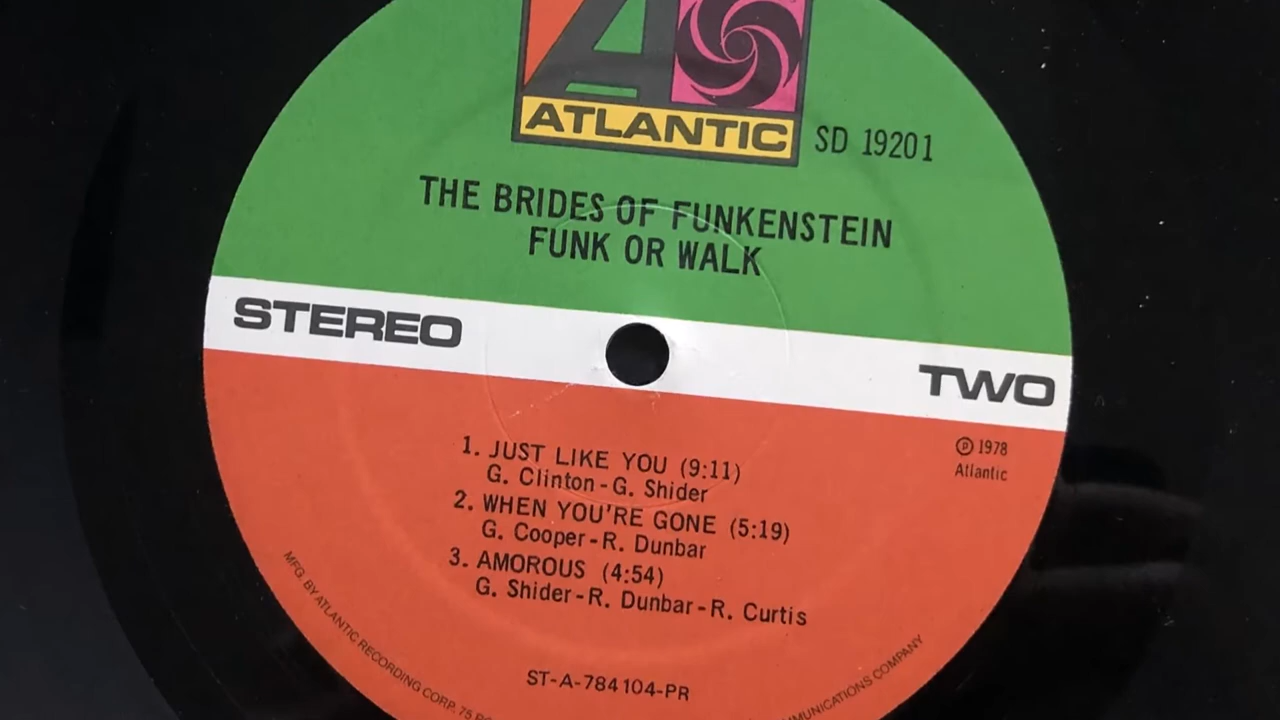 ATLANTIC
SD 19201
THE BRIDES OF FUNKENSTEIN
FUNK OR WALK
STEREO
TWO
Ⓟ 1978
Atlantic
1. JUST LIKE YOU (9:11)
G. Clinton-G. Shider
2. WHEN YOU'RE GONE (5:19)
G. Cooper-R. Dunbar
3. AMOROUS (4:54)
G. Shider-R. Dunbar-R. Curtis
ST-A-784104-PR
MFG. BY ATLANTIC RECORDING CORP. 75
MMUNICATIONS COMPANY